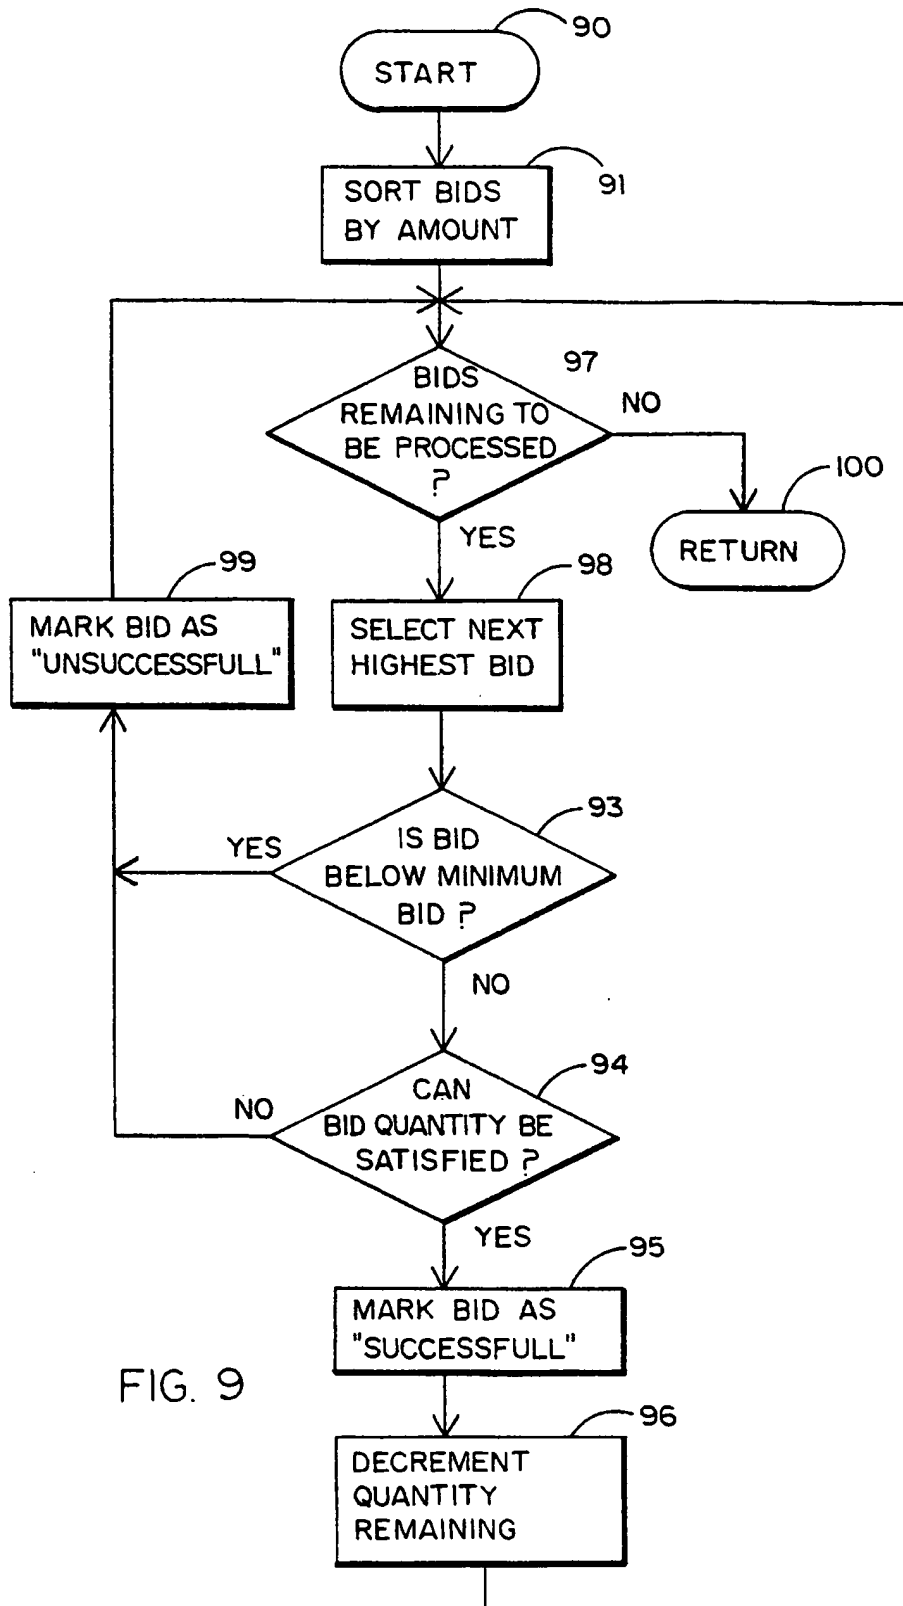 90
START
91
SORT BIDS
BY AMOUNT
97
BIDS
REMAINING TO
BE PROCESSED
?
NO
100
RETURN
YES
99
MARK BID AS
"UNSUCCESSFULL"
98
SELECT NEXT
HIGHEST BID
93
YES
IS BID
BELOW MINIMUM
BID ?
NO
94
CAN
BID QUANTITY BE
SATISFIED ?
NO
YES
95
MARK BID AS
"SUCCESSFULL"
FIG. 9
96
DECREMENT
QUANTITY
REMAINING